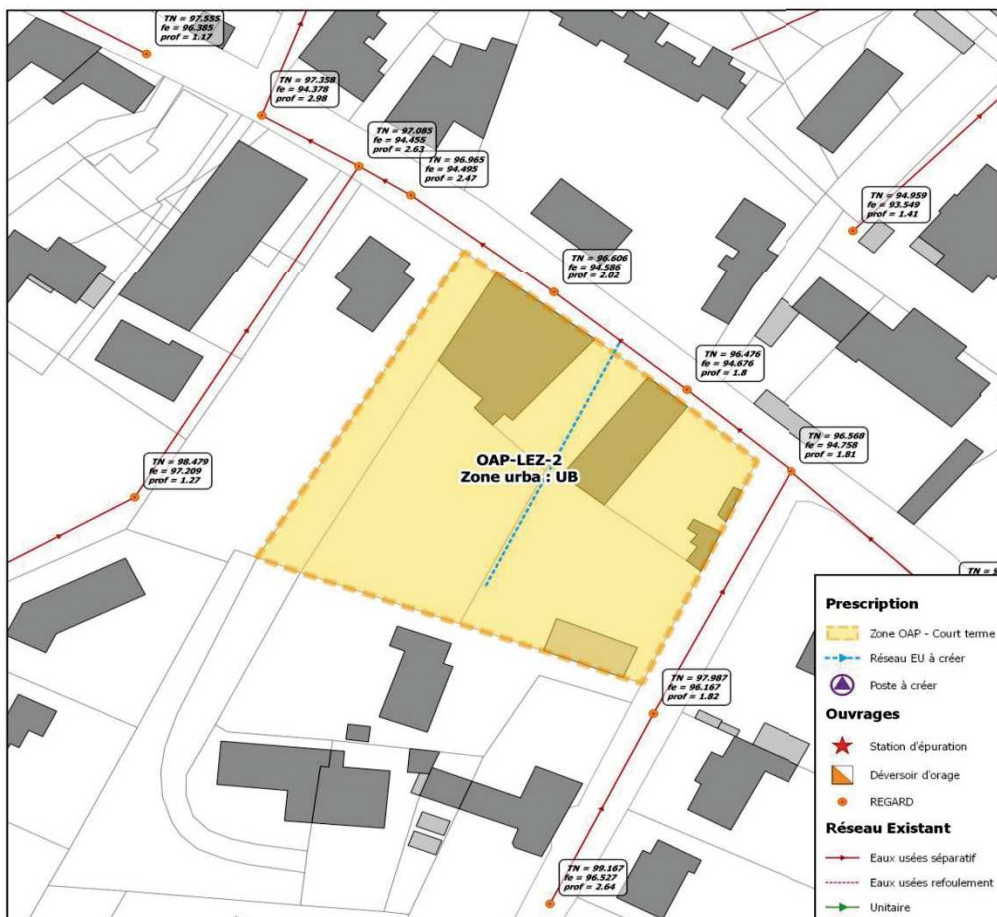 TN = 97.555
fe = 96.385
prof = 1.17
TN = 97.358
fe = 94.378
prof = 2.98
TN = 97.085
fe = 94.455
prof = 2.63
TN = 96.965
fe = 94.495
prof = 2.47
TN = 94.959
fe = 93.549
prof = 1.41
TN = 96.606
fe = 94.586
prof = 2.02
TN = 96.476
fe = 94.676
prof = 1.8
TN = 96.568
fe = 94.758
prof = 1.81
OAP-LEZ-2
Zone urba : UB
TN = 98.479
fe = 97.209
prof = 1.27
TN = 97.987
fe = 96.167
prof = 1.82
TN = 99.167
fe = 96.527
prof = 2.64
Prescription
Zone OAP - Court terme
Réseau EU à créer
Poste à créer
Ouvrages
Station d'épuration
Déversoir d'orage
REGARD
Réseau Existant
Eaux usées séparatif
Eaux usées refoulement
Unitaire